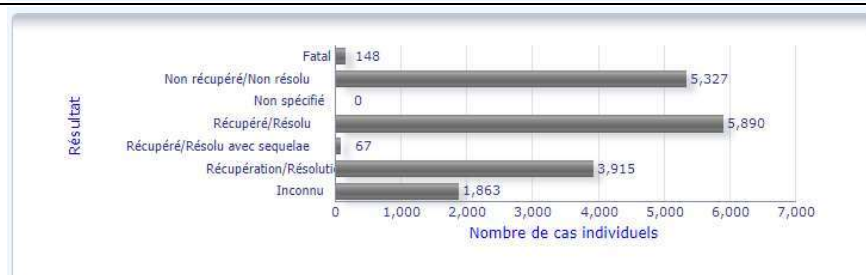 Résultat
Fatal 148
Non récupéré/Non résolu 5,327
Non spécifié 0
Récupéré/Résolu 5,890
Récupéré/Résolu avec sequelae 67
Récupération/Résoluti 3,915
Inconnu 1,863
0 1,000 2,000 3,000 4,000 5,000 6,000 7,000
Nombre de cas individuels